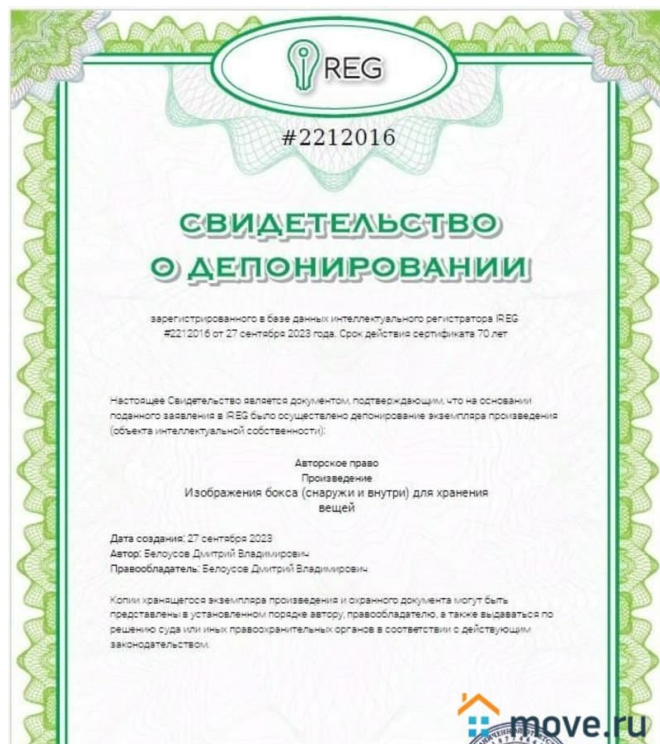 REG
#2212016
СВИДЕТЕЛЬСТВО
О ДЕПОНИРОВАНИИ
зарегистрированного в базе данных интеллектуального регистратора IREG
#2212016 от 27 сентября 2023 года. Срок действия сертификата 70 лет
Настоящее Свидетельство является документом, подтверждающим, что на основании
поданного заявления в IREG было осуществлено депонирование экземпляра произведения
(объекта интеллектуальной собственности):
Авторское право
Произведение
Изображения бокса (снаружи и внутри) для хранения
вещей
Дата создания: 27 сентября 2023
Автор: Белоусов Дмитрий Владимирович
Правообладатель: Белоусов Дмитрий Владимирович
Копии хранящегося экземпляра произведения и охранного документа могут быть
представлены в установленном порядке автору, правообладателю, а также выдаваться по
решению суда или иных правоохранительных органов в соответствии с действующим
законодательством.
move.ru